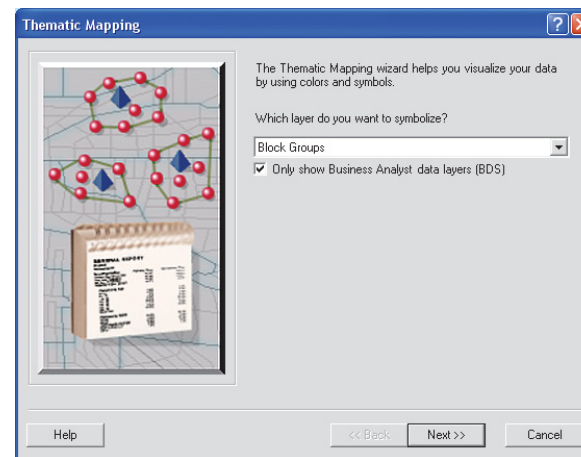 Thematic Mapping
The Thematic Mapping wizard helps you visualize your data
by using colors and symbols.
Which layer do you want to symbolize?
Block Groups
Only show Business Analyst data layers (BDS)
REPORT
Help
<< Back
Next >>
Cancel